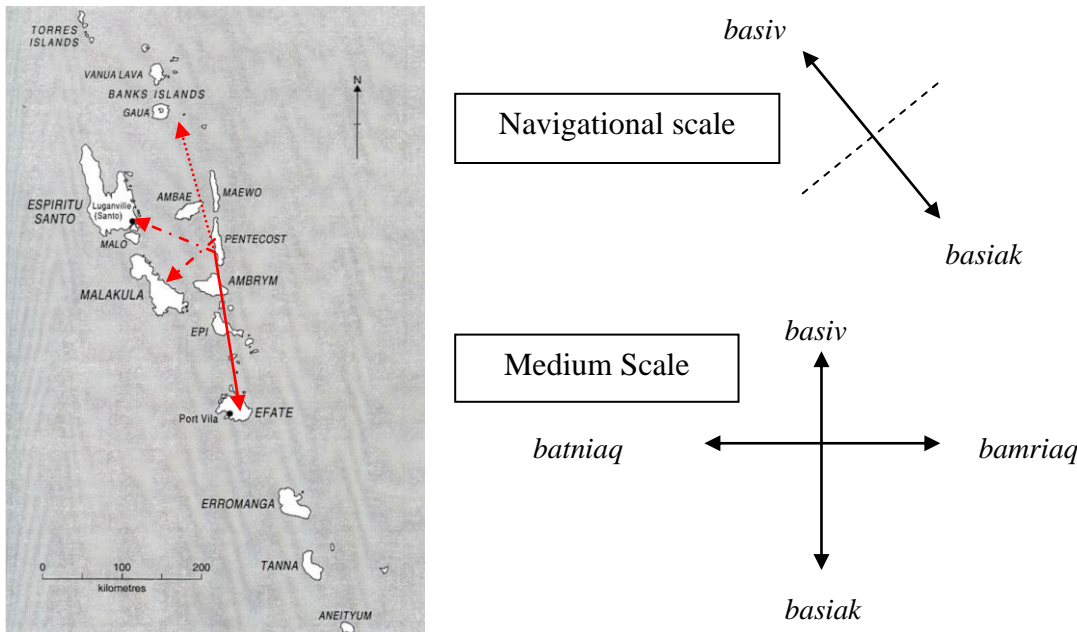 TORRES
ISLANDS
VANUA LAVA
BANKS ISLANDS
GAUA
N
ESPIRITU
SANTO
Luganville
(Santo)
MALO
AMBAE
MAEWO
PENTECOST
MALAKULA
AMBRYM
EPI
Port Vila
EFATE
ERROMANGA
0 100 200
kilometres
TANNA
ANEITYUM
Navigational scale
basiv
basiak
Medium Scale
basiv
batniaq
bamriaq
basiak